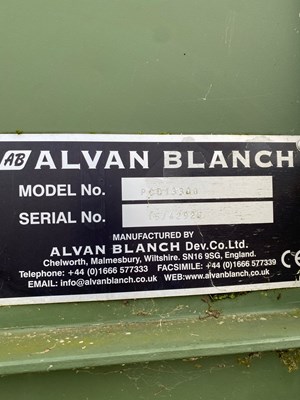 AB ALVAN BLANCH
MODEL No.
SERIAL No.
MANUFACTURED BY
ALVAN BLANCH Dev.Co.Ltd.
Chelworth, Malmesbury, Wiltshire. SN16 9SG, England.
Telephone: +44 (0)1666 577333 FACSIMILE: +44 (0)1666 577339
EMAIL: info@alvanblanch.co.uk WEB:www.alvanblanch.co.uk
CE